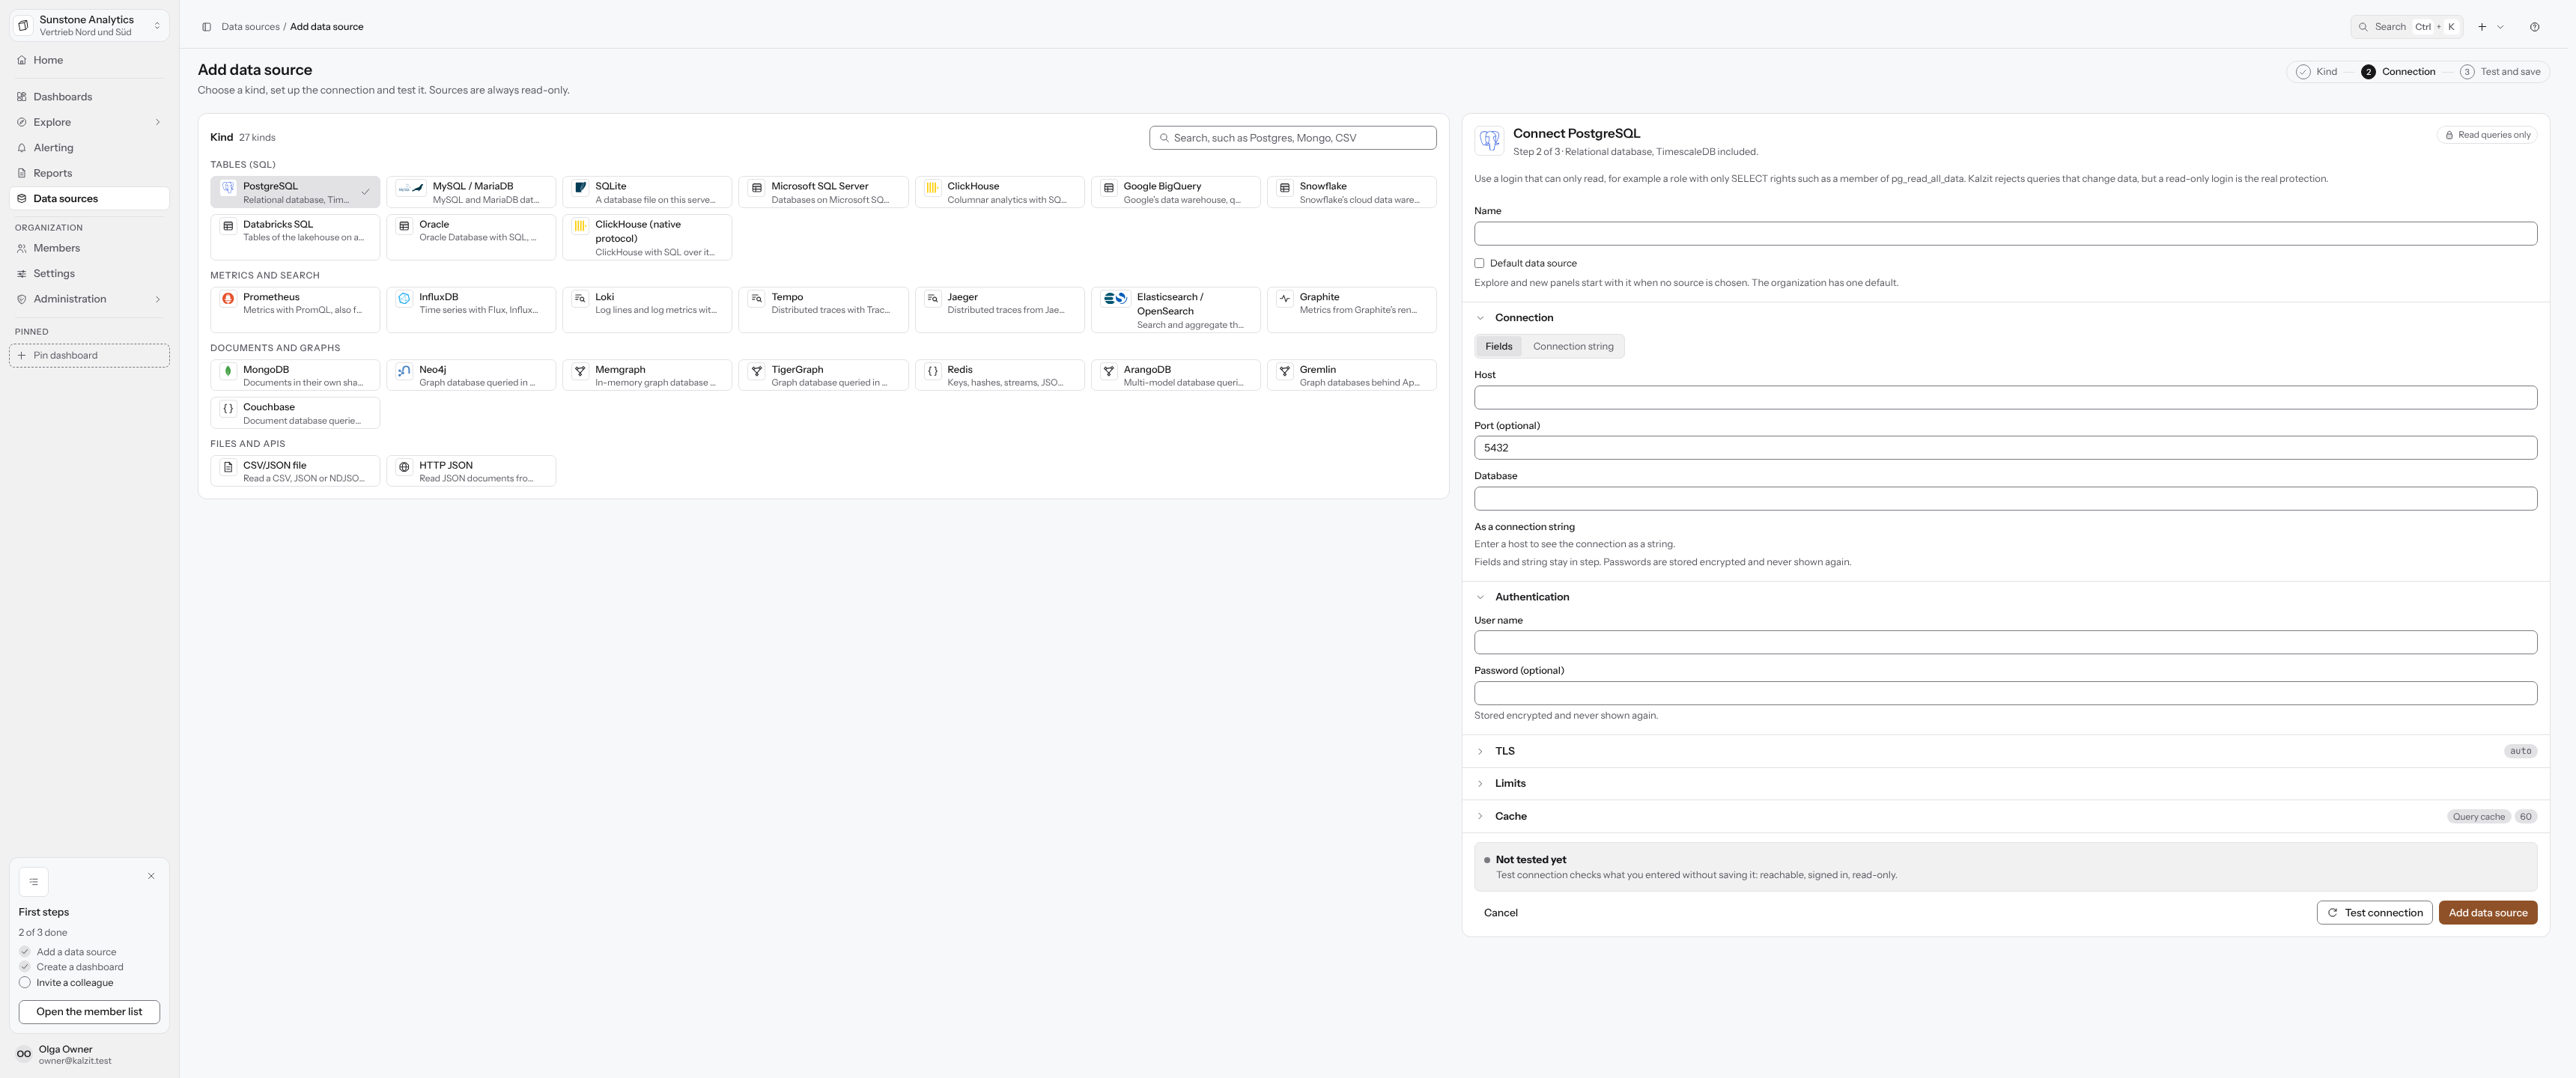 Sunstone Analytics
Vertrieb Nord und Süd
Home
Dashboards
Explore
Alerting
Reports
Data sources
ORGANIZATION
Members
Settings
Administration
PINNED
Pin dashboard
First steps
2 of 3 done
Add a data source
Create a dashboard
Invite a colleague
Open the member list
OO
Olga Owner
owner@kalzit.test
Data sources / Add data source
Search Ctrl + K
Add data source
Choose a kind, set up the connection and test it. Sources are always read-only.
Kind
2 Connection
3 Test and save
Kind 27 kinds
Search, such as Postgres, Mongo, CSV
TABLES (SQL)
PostgreSQL
Relational database, Tim...
MySQL / MariaDB
MySQL and MariaDB dat...
SQLite
A database file on this serve...
Microsoft SQL Server
Databases on Microsoft SQ...
ClickHouse
Columnar analytics with SQ...
Google BigQuery
Google's data warehouse, q...
Snowflake
Snowflake's cloud data ware...
Databricks SQL
Tables of the lakehouse on a...
Oracle
Oracle Database with SQL, ...
ClickHouse (native
protocol)
ClickHouse with SQL over it...
METRICS AND SEARCH
Prometheus
Metrics with PromQL, also f...
InfluxDB
Time series with Flux, Influx...
Loki
Log lines and log metrics wit...
Tempo
Distributed traces with Trac...
Jaeger
Distributed traces from Jae...
Elasticsearch /
OpenSearch
Search and aggregate th...
Graphite
Metrics from Graphite's ren...
DOCUMENTS AND GRAPHS
MongoDB
Documents in their own sha...
Neo4j
Graph database queried in ...
Memgraph
In-memory graph database ...
TigerGraph
Graph database queried in ...
Redis
Keys, hashes, streams, JSO...
ArangoDB
Multi-model database queri...
Gremlin
Graph databases behind Ap...
Couchbase
Document database querie...
FILES AND APIS
CSV/JSON file
Read a CSV, JSON or NDJSO...
HTTP JSON
Read JSON documents fro...
Connect PostgreSQL
Step 2 of 3 · Relational database, TimescaleDB included.
Read queries only
Use a login that can only read, for example a role with only SELECT rights such as a member of pg_read_all_data. Kalzit rejects queries that change data, but a read-only login is the real protection.
Name
Default data source
Explore and new panels start with it when no source is chosen. The organization has one default.
Connection
Fields
Connection string
Host
Port (optional)
5432
Database
As a connection string
Enter a host to see the connection as a string.
Fields and string stay in step. Passwords are stored encrypted and never shown again.
Authentication
User name
Password (optional)
Stored encrypted and never shown again.
TLS
auto
Limits
Cache
Query cache 60
Not tested yet
Test connection checks what you entered without saving it: reachable, signed in, read-only.
Cancel
Test connection
Add data source